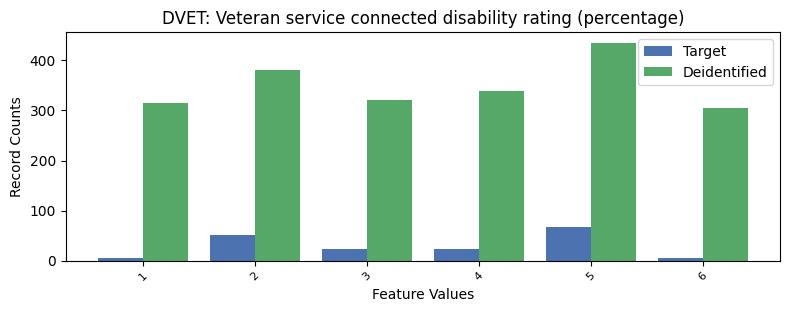 DVET: Veteran service connected disability rating (percentage)
Target
Deidentified
Record Counts
400
300
200
100
0
1 2 3 4 5 6
Feature Values